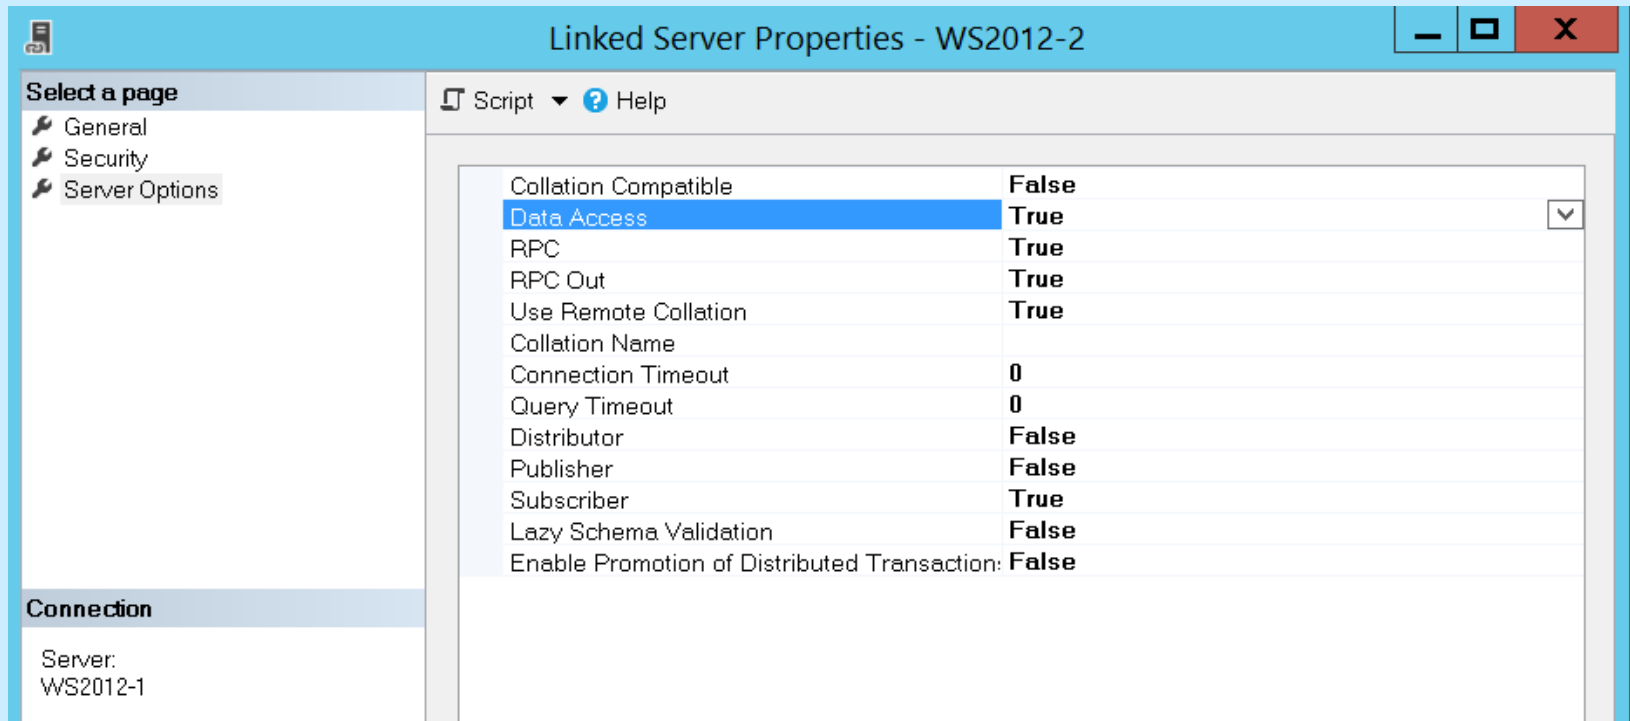 Linked Server Properties - WS2012-2
X
Select a page
General
Security
Server Options
Script
Help
Collation Compatible False
Data Access True
RPC True
RPC Out True
Use Remote Collation True
Collation Name
Connection Timeout 0
Query Timeout 0
Distributor False
Publisher False
Subscriber True
Lazy Schema Validation False
Enable Promotion of Distributed Transaction False
Connection
Server:
WS2012-1